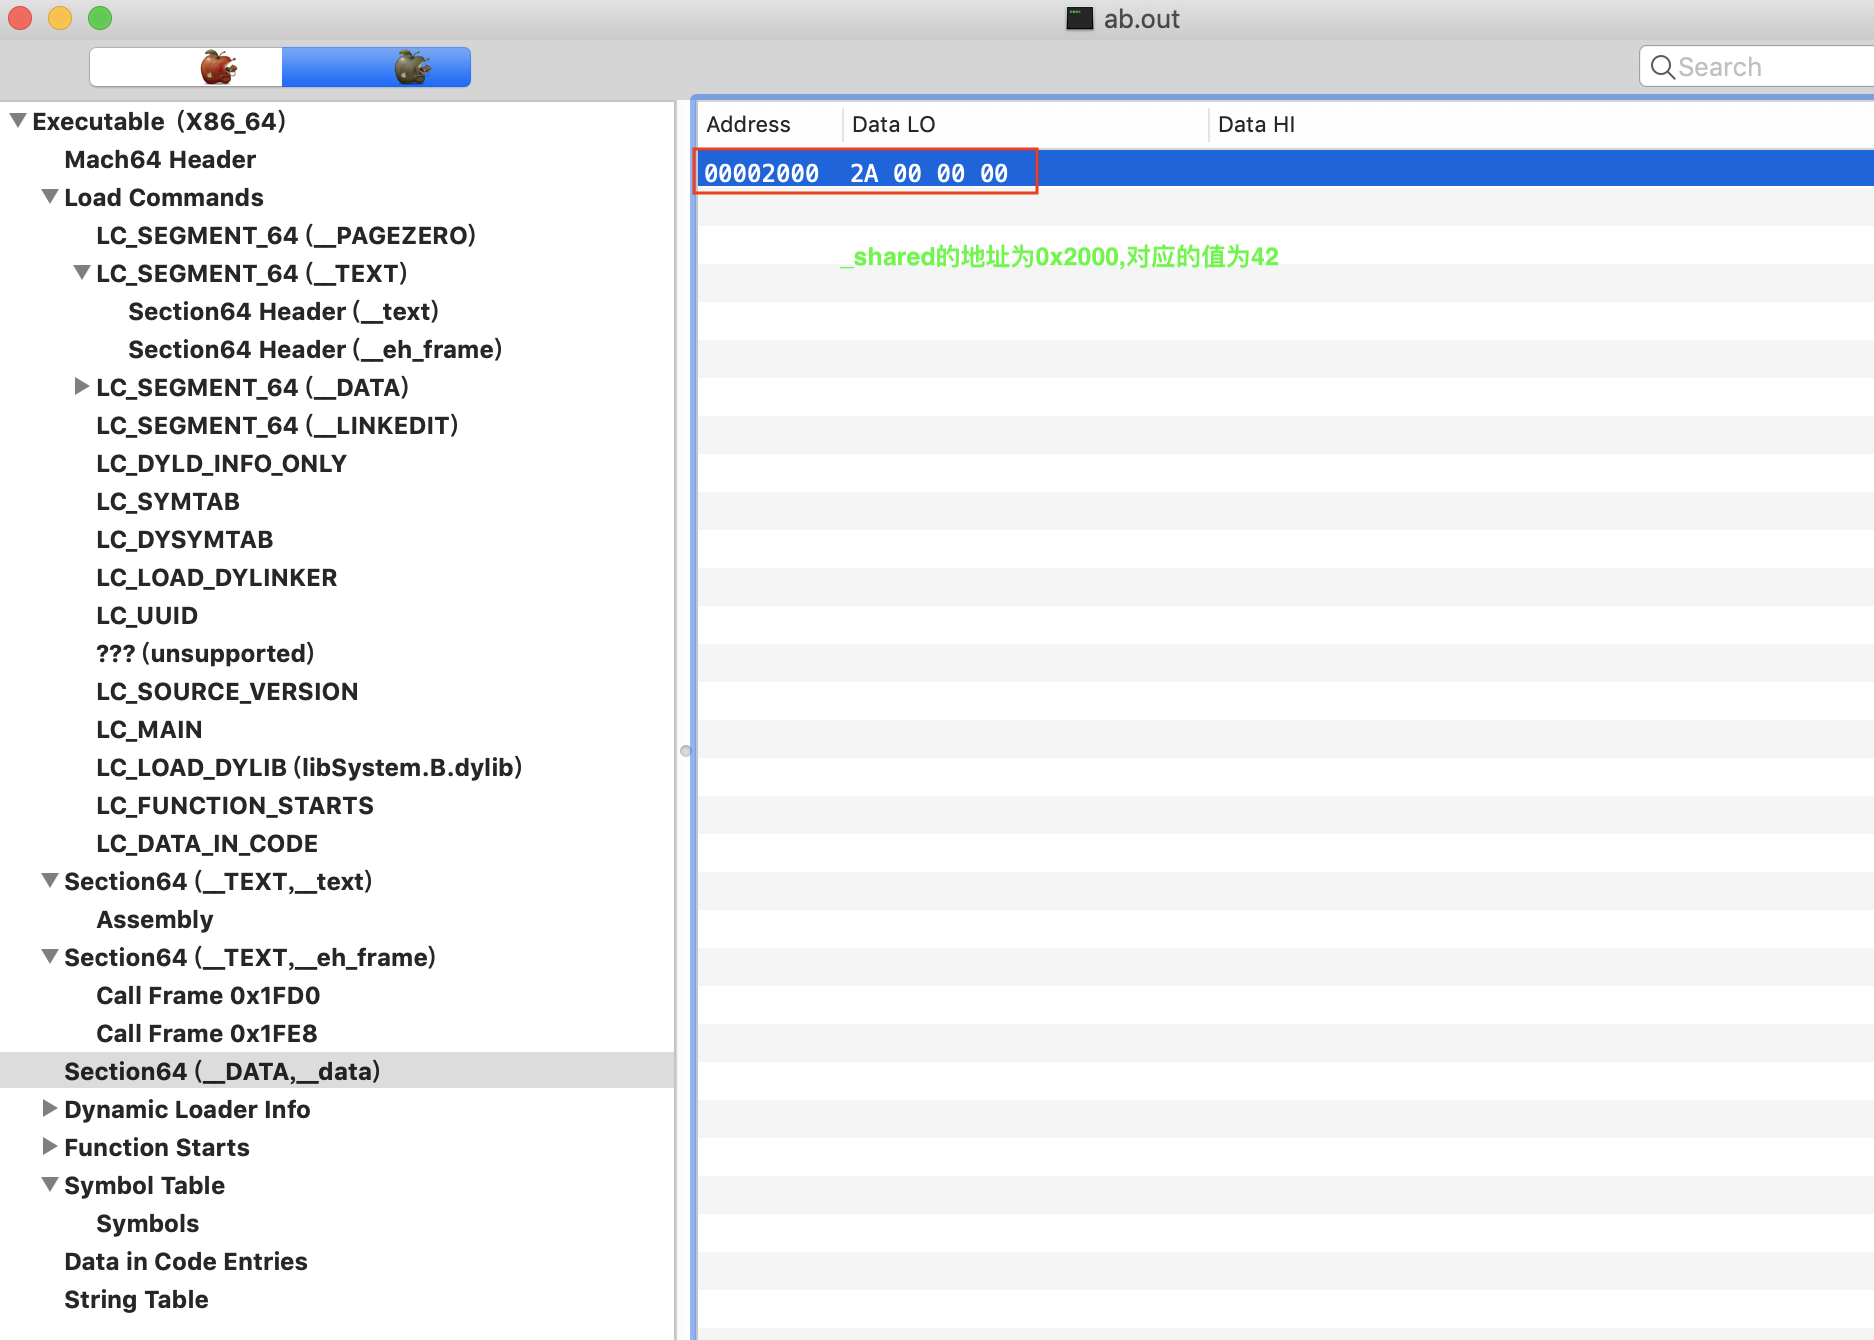 ab.out
Search
Executable (X86_64)
Mach64 Header
Load Commands
LC_SEGMENT_64 (__PAGEZERO)
LC_SEGMENT_64 (__TEXT)
Section64 Header (__text)
Section64 Header (__eh_frame)
LC_SEGMENT_64 (__DATA)
LC_SEGMENT_64 (__LINKEDIT)
LC_DYLD_INFO_ONLY
LC_SYMTAB
LC_DYSYMTAB
LC_LOAD_DYLINKER
LC_UUID
??? (unsupported)
LC_SOURCE_VERSION
LC_MAIN
LC_LOAD_DYLIB (libSystem.B.dylib)
LC_FUNCTION_STARTS
LC_DATA_IN_CODE
Section64 (__TEXT,__text)
Assembly
Section64 (__TEXT,__eh_frame)
Call Frame 0x1FD0
Call Frame 0x1FE8
Section64 (__DATA,__data)
Dynamic Loader Info
Function Starts
Symbol Table
Symbols
Data in Code Entries
String Table
Address Data LO Data HI
00002000 2A 00 00 00
_shared的地址为0x2000,对应的值为42